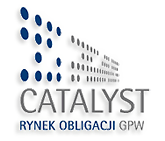 CATALYST
RYNEK OBLIGACJI GPW